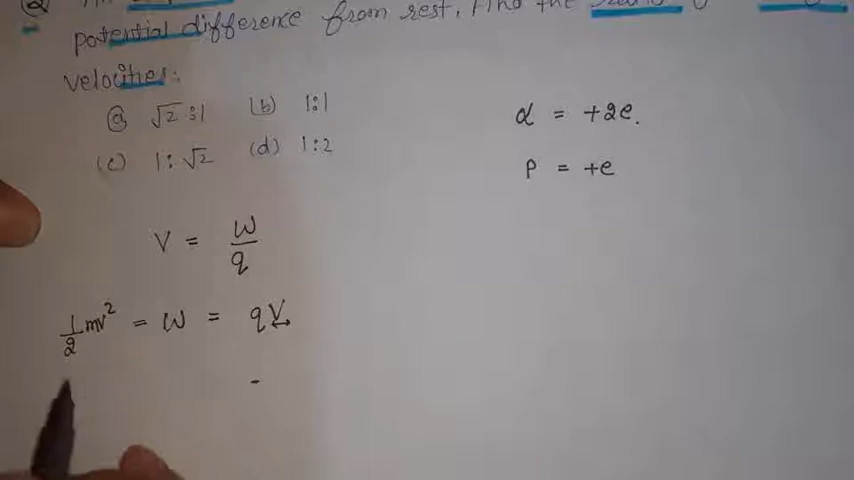 potential difference from rest. Find the
velocities:
(a) √2:1 (b) 1:1
(c) 1:√2 (d) 1:2
α = +2e.
P = +e
V = W/q
1/2 mv² = W = qV
-